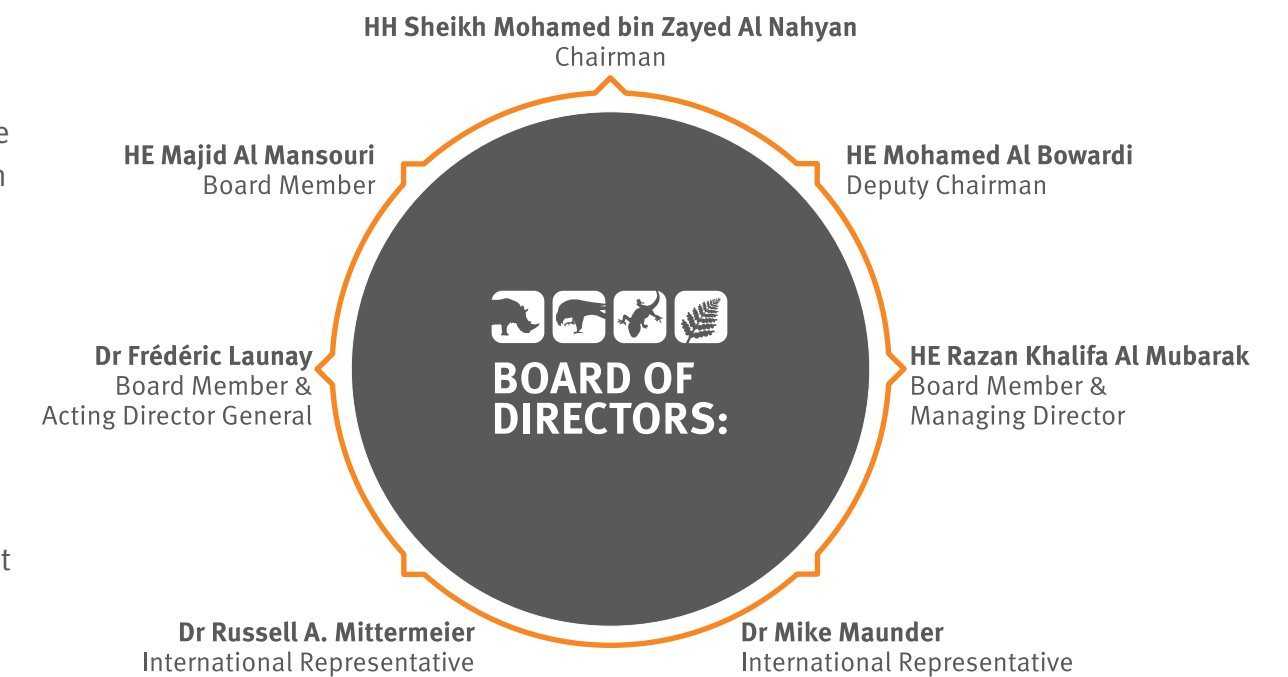 HH Sheikh Mohamed bin Zayed Al Nahyan
Chairman
HE Majid Al Mansouri
Board Member
HE Mohamed Al Bowardi
Deputy Chairman
Dr Frédéric Launay
Board Member &
Acting Director General
BOARD OF
DIRECTORS:
HE Razan Khalifa Al Mubarak
Board Member &
Managing Director
Dr Russell A. Mittermeier
International Representative
Dr Mike Maunder
International Representative